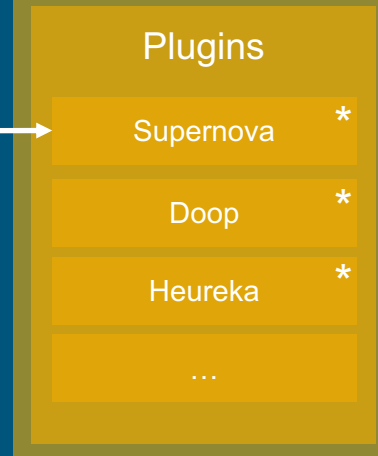 Plugins
Supernova *
Doop *
Heureka *
…